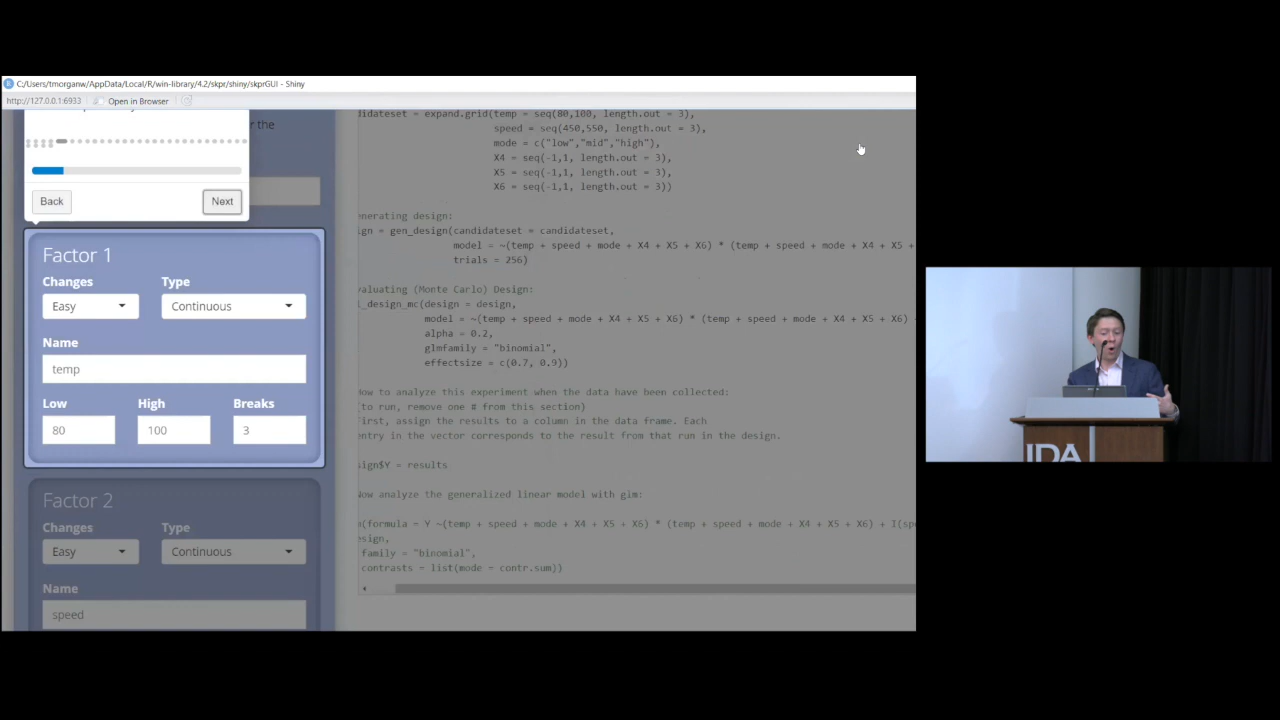 C:/Users/tmorganw/AppData/Local/R/win-library/4.2/skpr/shiny/skprGUI - Shiny
http://127.0.0.1:6933
Open in Browser
r the
Back
Next
Factor 1
Changes
Type
Easy
Continuous
Name
temp
Low
High
Breaks
80
100
3
Factor 2
Changes
Type
Easy
Continuous
Name
speed
didateset = expand.grid(temp = seq(80,100, length.out = 3),
speed = seq(450,550, length.out = 3),
mode = c("low","mid","high"),
X4 = seq(-1,1, length.out = 3),
X5 = seq(-1,1, length.out = 3),
X6 = seq(-1,1, length.out = 3))
nerating design:
ign = gen_design(candidateset = candidateset,
model = ~(temp + speed + mode + X4 + X5 + X6) * (temp + speed + mode + X4 + X5 +
trials = 256)
valuating (Monte Carlo) Design:
l_design_mc(design = design,
model = ~(temp + speed + mode + X4 + X5 + X6) * (temp + speed + mode + X4 + X5 + X6) +
alpha = 0.2,
glmfamily = "binomial",
effectsize = c(0.7, 0.9))
How to analyze this experiment when the data have been collected:
(to run, remove one # from this section)
First, assign the results to a column in the data frame. Each
entry in the vector corresponds to the result from that run in the design.
sign$Y = results
Now analyze the generalized linear model with glm:
m(formula = Y ~(temp + speed + mode + X4 + X5 + X6) * (temp + speed + mode + X4 + X5 + X6) + I(spe
esign,
family = "binomial",
contrasts = list(mode = contr.sum))
IDA